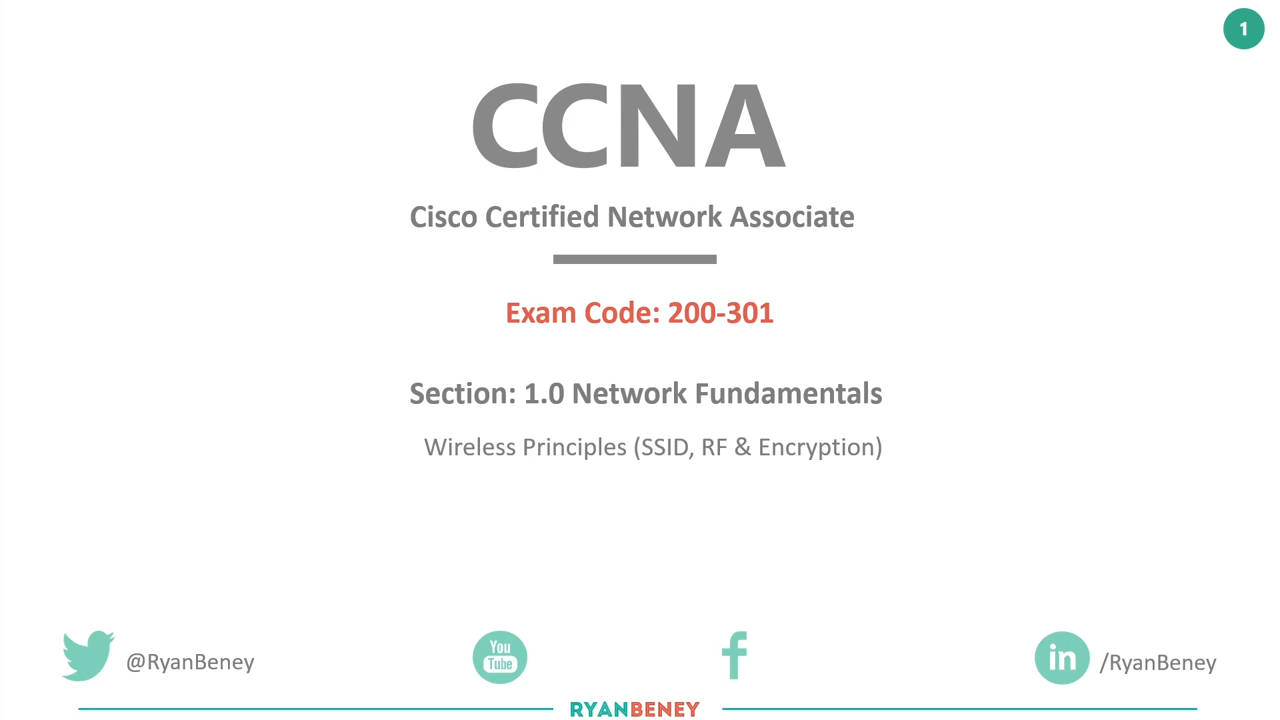 1
CCNA
Cisco Certified Network Associate
Exam Code: 200-301
Section: 1.0 Network Fundamentals
Wireless Principles (SSID, RF & Encryption)
@RyanBeney
You
Tube
f
in
/RyanBeney
RYANBENEY